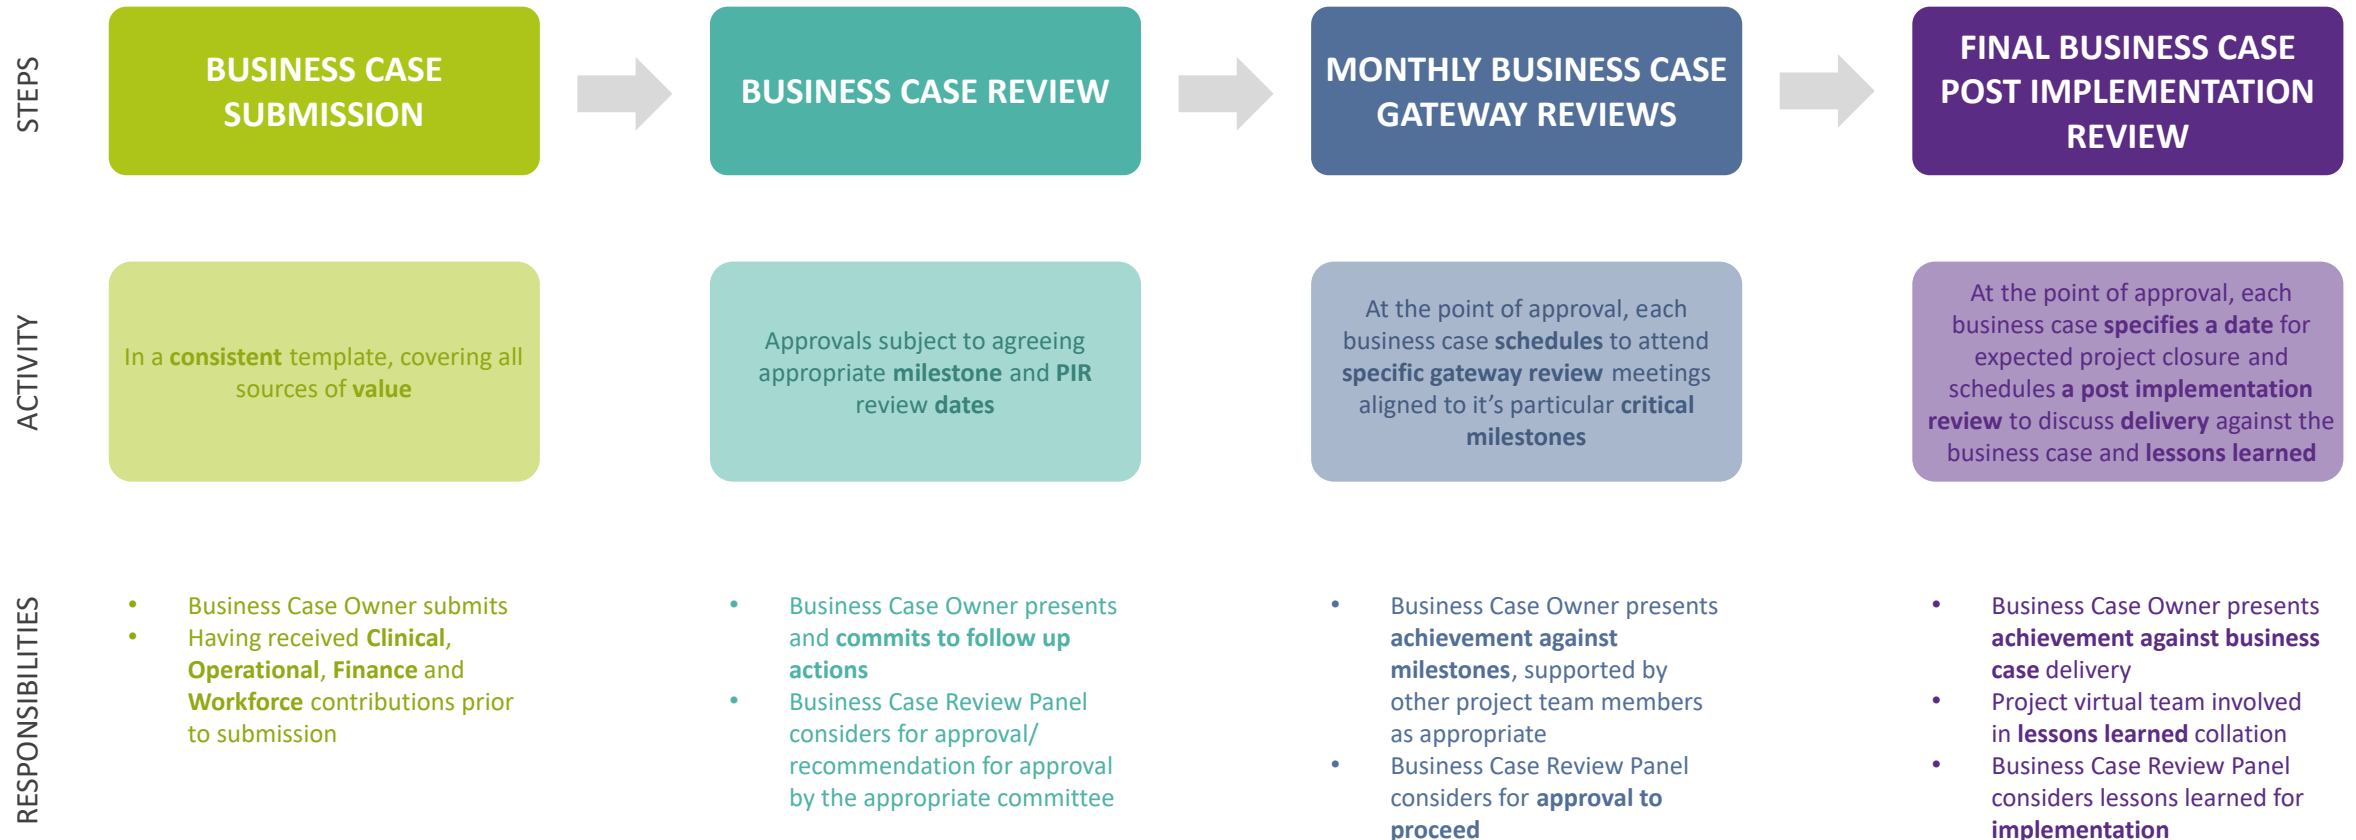 STEPS
BUSINESS CASE
SUBMISSION
BUSINESS CASE REVIEW
MONTHLY BUSINESS CASE
GATEWAY REVIEWS
FINAL BUSINESS CASE
POST IMPLEMENTATION
REVIEW
ACTIVITY
In a consistent template, covering all
sources of value
Approvals subject to agreeing
appropriate milestone and PIR
review dates
At the point of approval, each
business case schedules to attend
specific gateway review meetings
aligned to it’s particular critical
milestones
At the point of approval, each
business case specifies a date for
expected project closure and
schedules a post implementation
review to discuss delivery against the
business case and lessons learned
RESPONSIBILITIES
• Business Case Owner submits
• Having received Clinical,
Operational, Finance and
Workforce contributions prior
to submission
• Business Case Owner presents
and commits to follow up
actions
• Business Case Review Panel
considers for approval/
recommendation for approval
by the appropriate committee
• Business Case Owner presents
achievement against
milestones, supported by
other project team members
as appropriate
• Business Case Review Panel
considers for approval to
proceed
• Business Case Owner presents
achievement against business
case delivery
• Project virtual team involved
in lessons learned collation
• Business Case Review Panel
considers lessons learned for
implementation